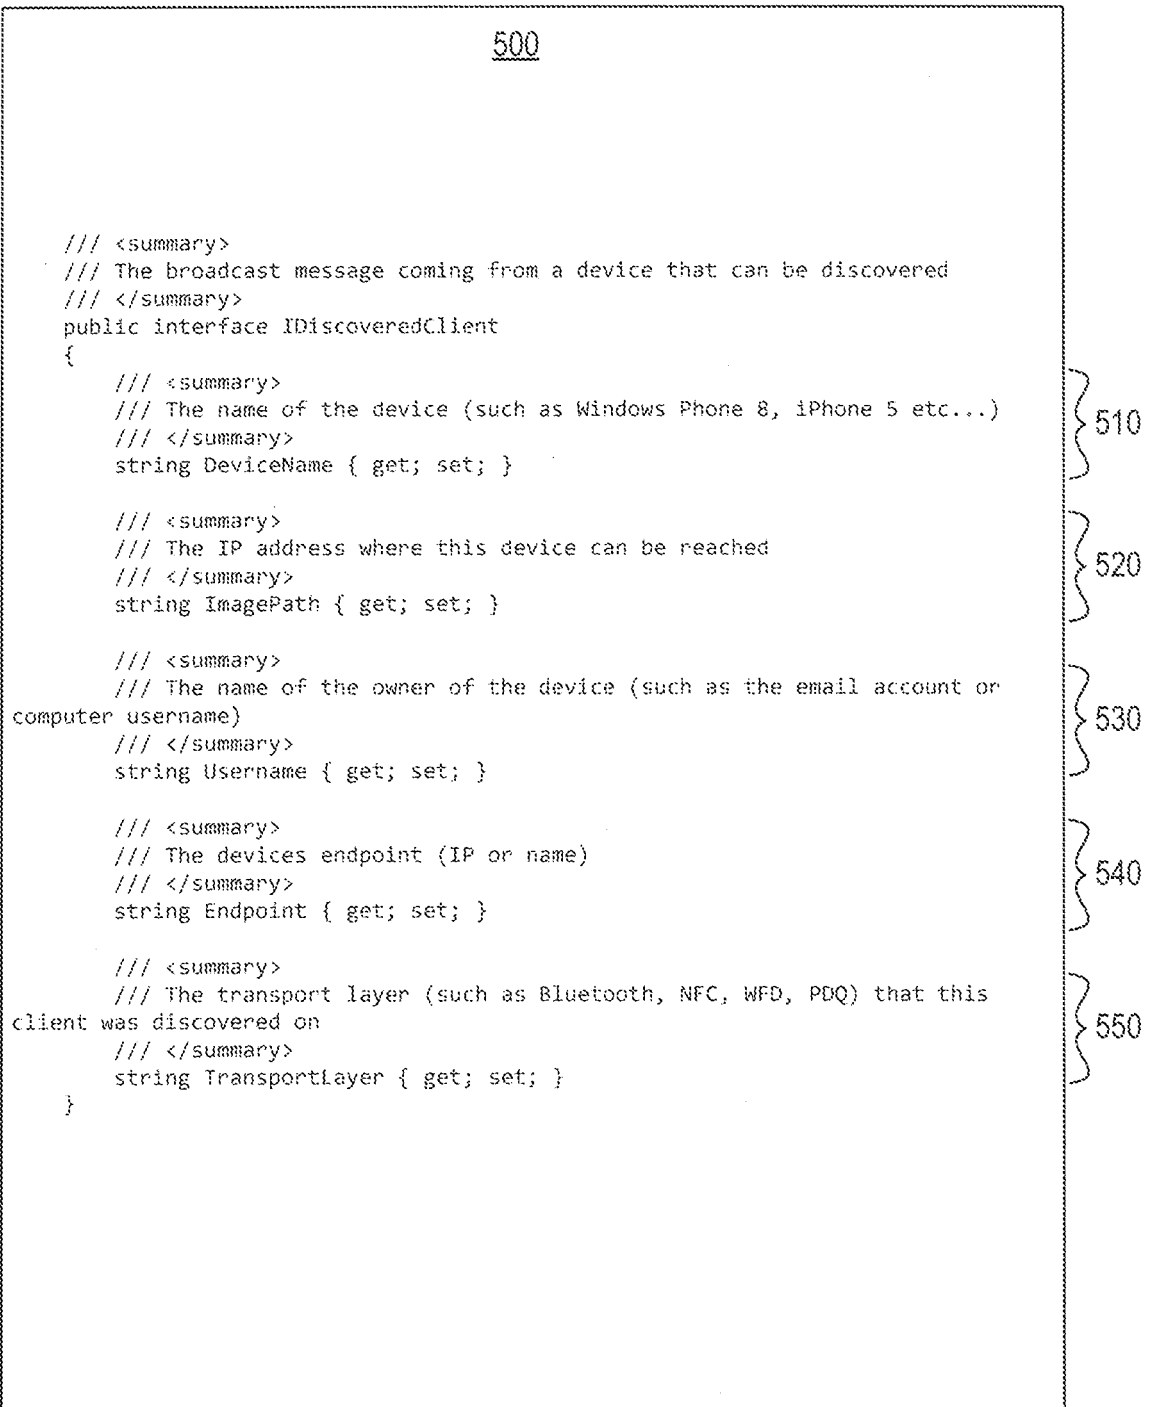 500
/// <summary>
/// The broadcast message coming from a device that can be discovered
/// </summary>
public interface IDiscoveredClient
{
/// <summary>
/// The name of the device (such as Windows Phone 8, iPhone 5 etc...)
/// </summary>
string DeviceName { get; set; }
510
/// <summary>
/// The IP address where this device can be reached
/// </summary>
string ImagePath { get; set; }
520
/// <summary>
/// The name of the owner of the device (such as the email account or
computer username)
/// </summary>
string Username { get; set; }
530
/// <summary>
/// The devices endpoint (IP or name)
/// </summary>
string Endpoint { get; set; }
540
/// <summary>
/// The transport layer (such as Bluetooth, NFC, WFD, PDQ) that this
client was discovered on
/// </summary>
string TransportLayer { get; set; }
550
}